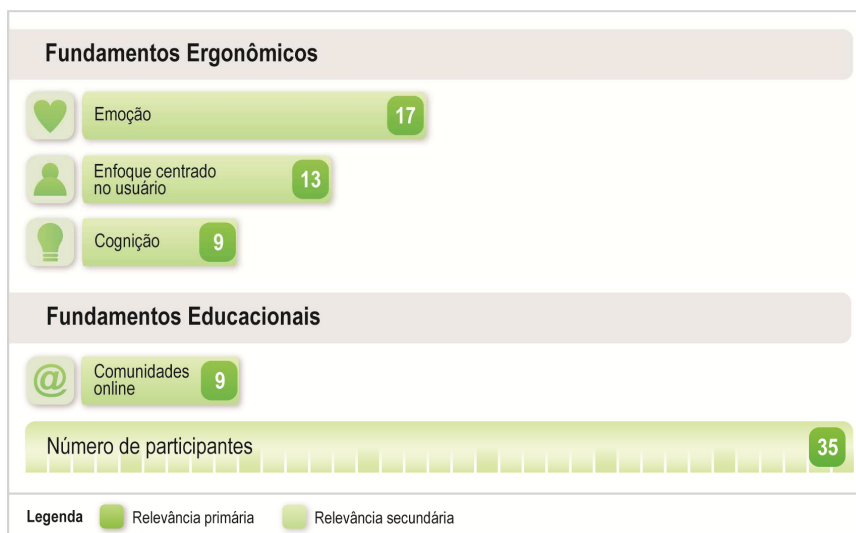 Fundamentos Ergonômicos
Emoção 17
Enfoque centrado
no usuário 13
Cognição 9
Fundamentos Educacionais
@ Comunidades
online 9
Número de participantes 35
Legenda Relevância primária Relevância secundária